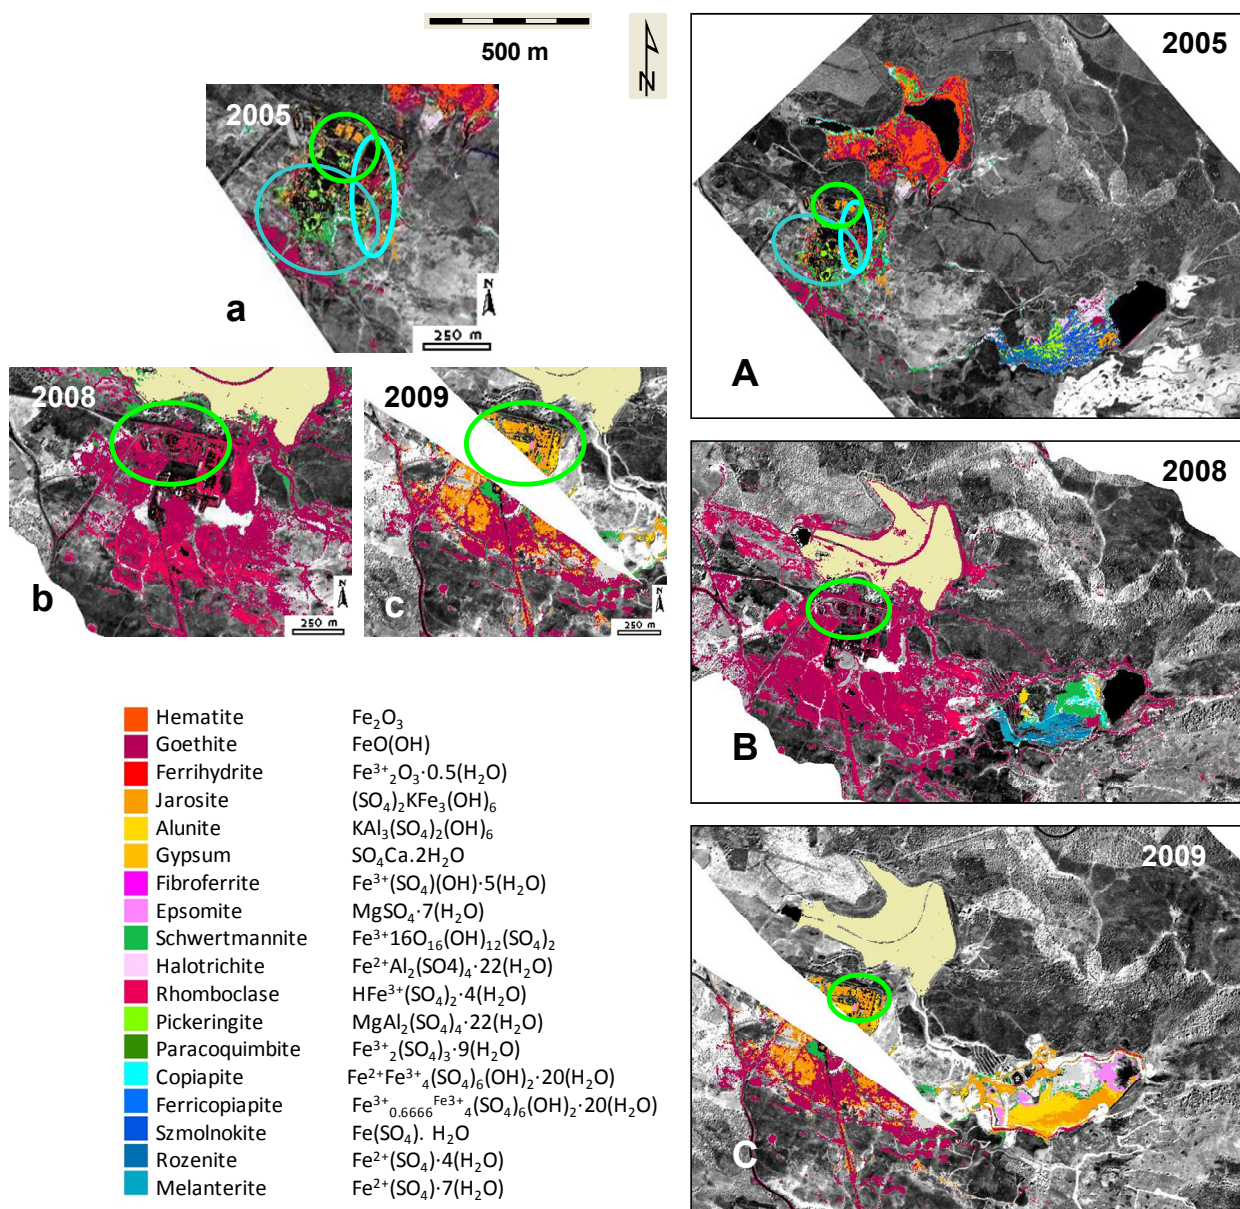 500 m
N
2005
a
N
250 m
2008
b
N
250 m
2009
c
N
250 m
2005
A
2008
B
2009
C
Hematite Fe₂O₃
Goethite FeO(OH)
Ferrihydrite Fe³⁺₂O₃·0.5(H₂O)
Jarosite (SO₄)₂KFe₃(OH)₆
Alunite KAl₃(SO₄)₂(OH)₆
Gypsum SO₄Ca.2H₂O
Fibroferrite Fe³⁺(SO₄)(OH)·5(H₂O)
Epsomite MgSO₄·7(H₂O)
Schwertmannite Fe³⁺16O₁₆(OH)₁₂(SO₄)₂
Halotrichite Fe²⁺Al₂(SO4)₄·22(H₂O)
Rhomboclase HFe³⁺(SO₄)₂·4(H₂O)
Pickeringite MgAl₂(SO₄)₄·22(H₂O)
Paracoquimbite Fe³⁺₂(SO₄)₃·9(H₂O)
Copiapite Fe²⁺Fe³⁺₄(SO₄)₆(OH)₂·20(H₂O)
Ferricopiapite Fe³⁺₀.₆₆₆₆Fe³⁺₄(SO₄)₆(OH)₂·20(H₂O)
Szmolnokite Fe(SO₄). H₂O
Rozenite Fe²⁺(SO₄)·4(H₂O)
Melanterite Fe²⁺(SO₄)·7(H₂O)